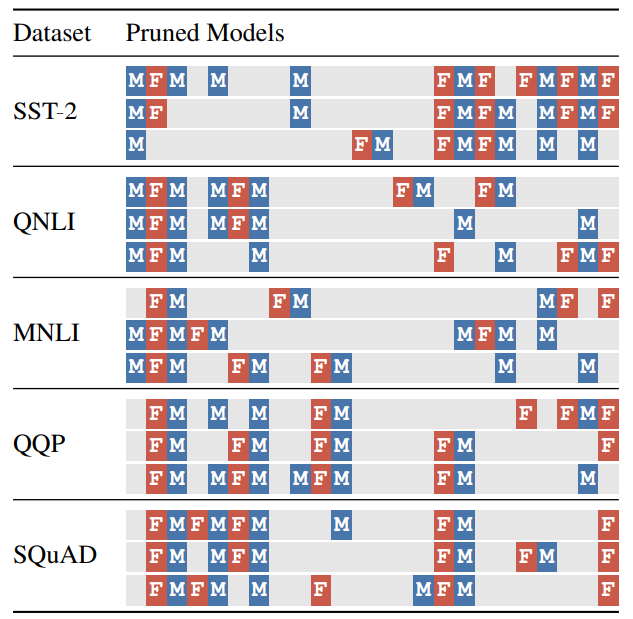 Dataset Pruned Models
M F M M M F M F F M F M F
SST-2 M F M F M F M M F M F
M F M F M F M M M
M F M M F M F M F M
QNLI M F M M F M M M
M F M M F M F M F
F M F M M F F
MNLI M F M F M M F M M
M F M F M F M M M
F M M M F M F F M F
QQP F M F M F M F M F
F M M F M M F M F M M
F M F M F M M F M F
SQuAD F M M F M F M F M F
F M F M M F M F M F